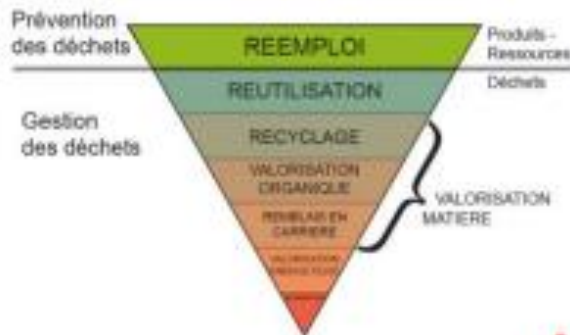 Prévention
des déchets
REEMPLOI
Produits -
Ressources
REUTILISATION
Déchets
Gestion
des déchets
RECYCLAGE
VALORISATION
ORGANIQUE
VALORISATION
MATIERE
REMBLAIS EN
CARRIERE
VALORISATION